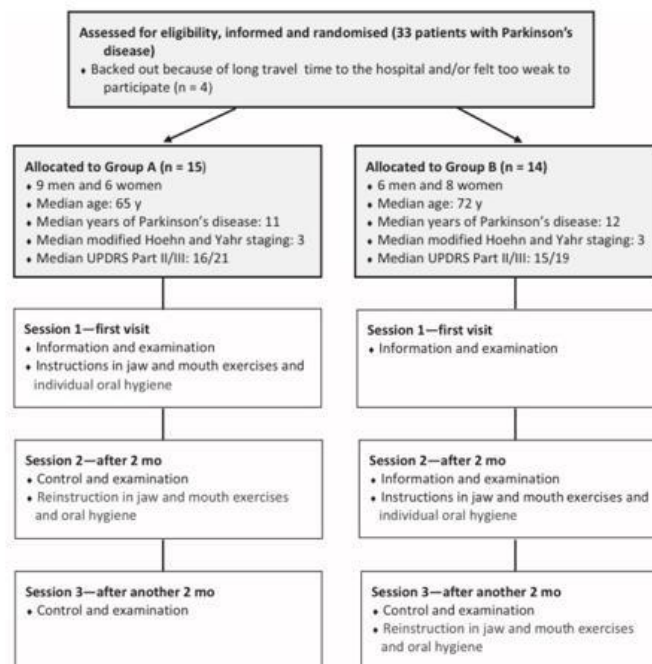 Assessed for eligibility, informed and randomised (33 patients with Parkinson's
disease)
♦ Backed out because of long travel time to the hospital and/or felt too weak to
participate (n = 4)
Allocated to Group A (n = 15)
♦ 9 men and 6 women
♦ Median age: 65 y
♦ Median years of Parkinson's disease: 11
♦ Median modified Hoehn and Yahr staging: 3
♦ Median UPDRS Part II/III: 16/21
Allocated to Group B (n = 14)
♦ 6 men and 8 women
♦ Median age: 72 y
♦ Median years of Parkinson's disease: 12
♦ Median modified Hoehn and Yahr staging: 3
♦ Median UPDRS Part II/III: 15/19
Session 1—first visit
♦ Information and examination
♦ Instructions in jaw and mouth exercises and
individual oral hygiene
Session 1—first visit
♦ Information and examination
Session 2—after 2 mo
♦ Control and examination
♦ Reinstruction in jaw and mouth exercises
and oral hygiene
Session 2—after 2 mo
♦ Information and examination
♦ Instructions in jaw and mouth exercises and
individual oral hygiene
Session 3—after another 2 mo
♦ Control and examination
Session 3—after another 2 mo
♦ Control and examination
♦ Reinstruction in jaw and mouth exercises
and oral hygiene